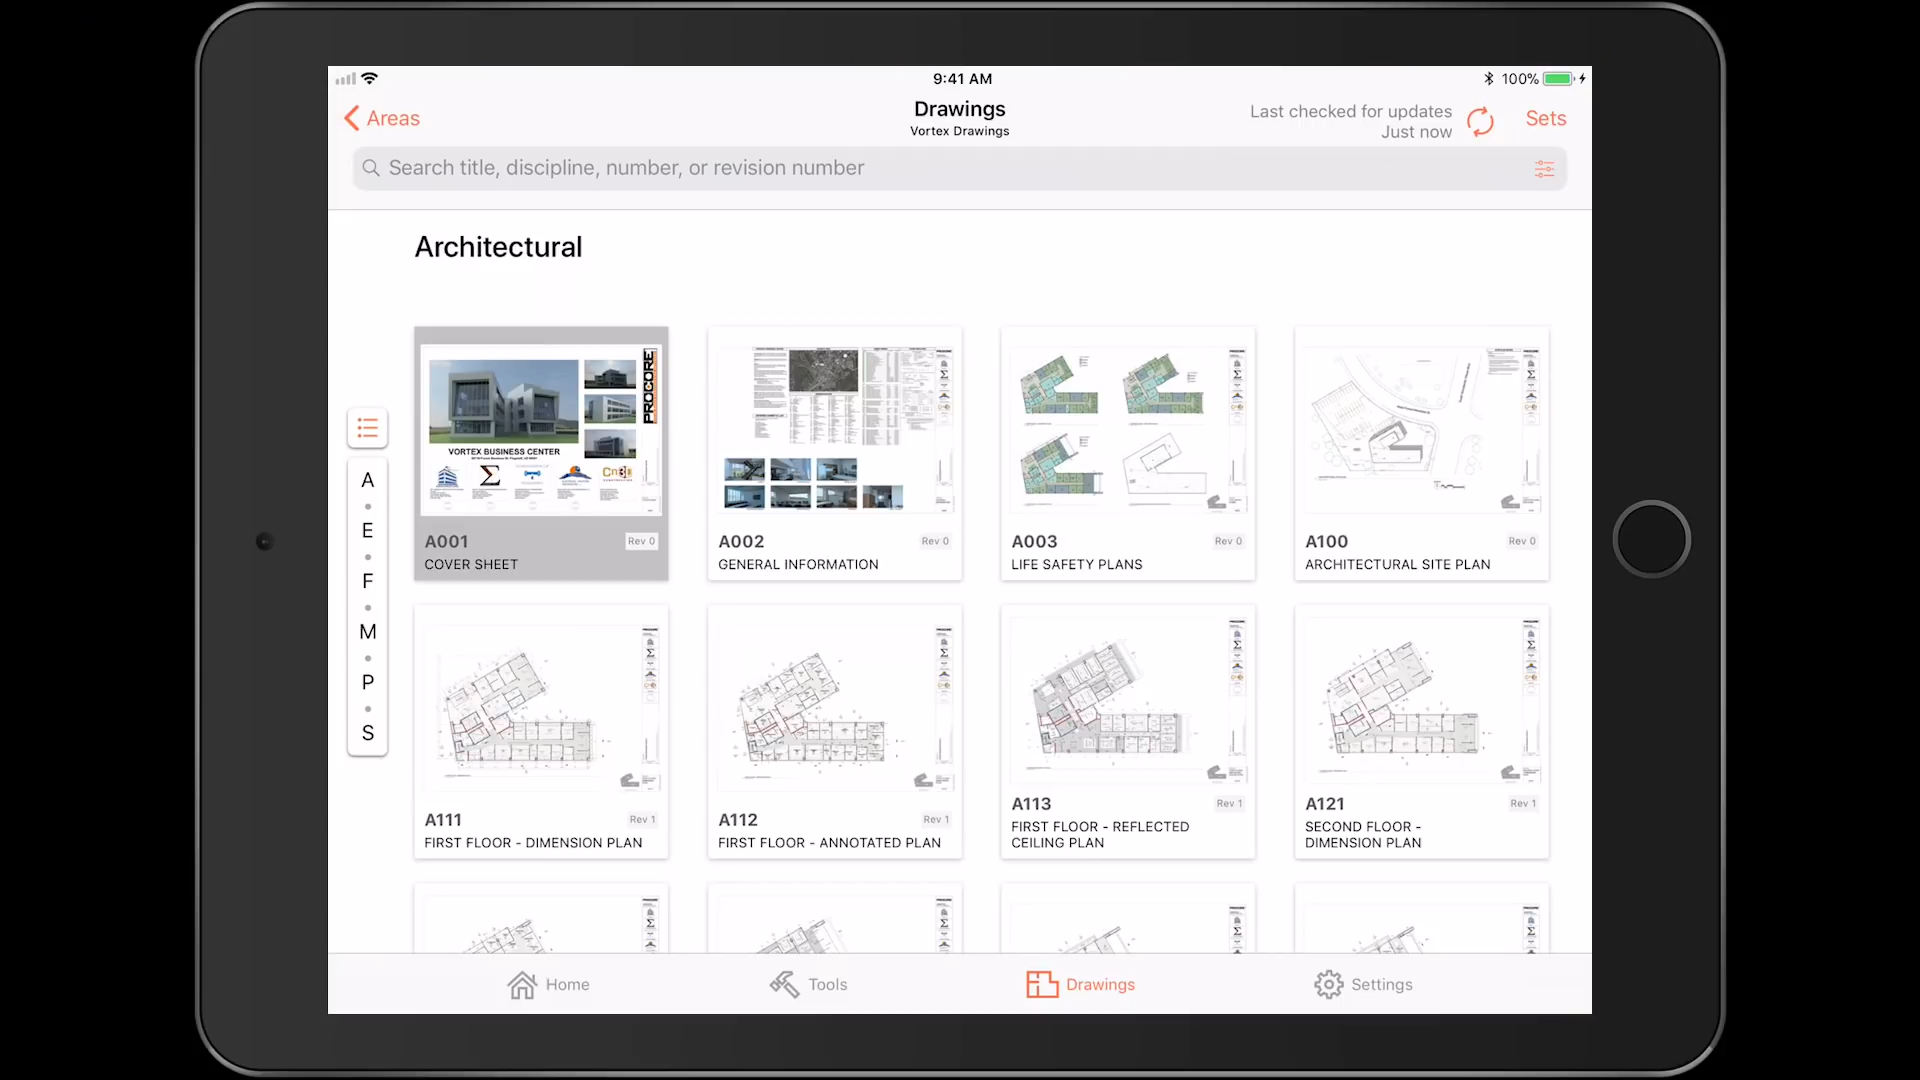 9:41 AM
100%
Areas
Drawings
Vortex Drawings
Last checked for updates
Just now
Sets
Search title, discipline, number, or revision number
Architectural
A
E
F
M
P
S
PROCORE
VORTEX BUSINESS CENTER
A001
Rev 0
COVER SHEET
A002
Rev 0
GENERAL INFORMATION
A003
Rev 0
LIFE SAFETY PLANS
A100
Rev 0
ARCHITECTURAL SITE PLAN
A111
Rev 1
FIRST FLOOR - DIMENSION PLAN
A112
Rev 1
FIRST FLOOR - ANNOTATED PLAN
A113
Rev 1
FIRST FLOOR - REFLECTED
CEILING PLAN
A121
Rev 1
SECOND FLOOR -
DIMENSION PLAN
Home
Tools
Drawings
Settings